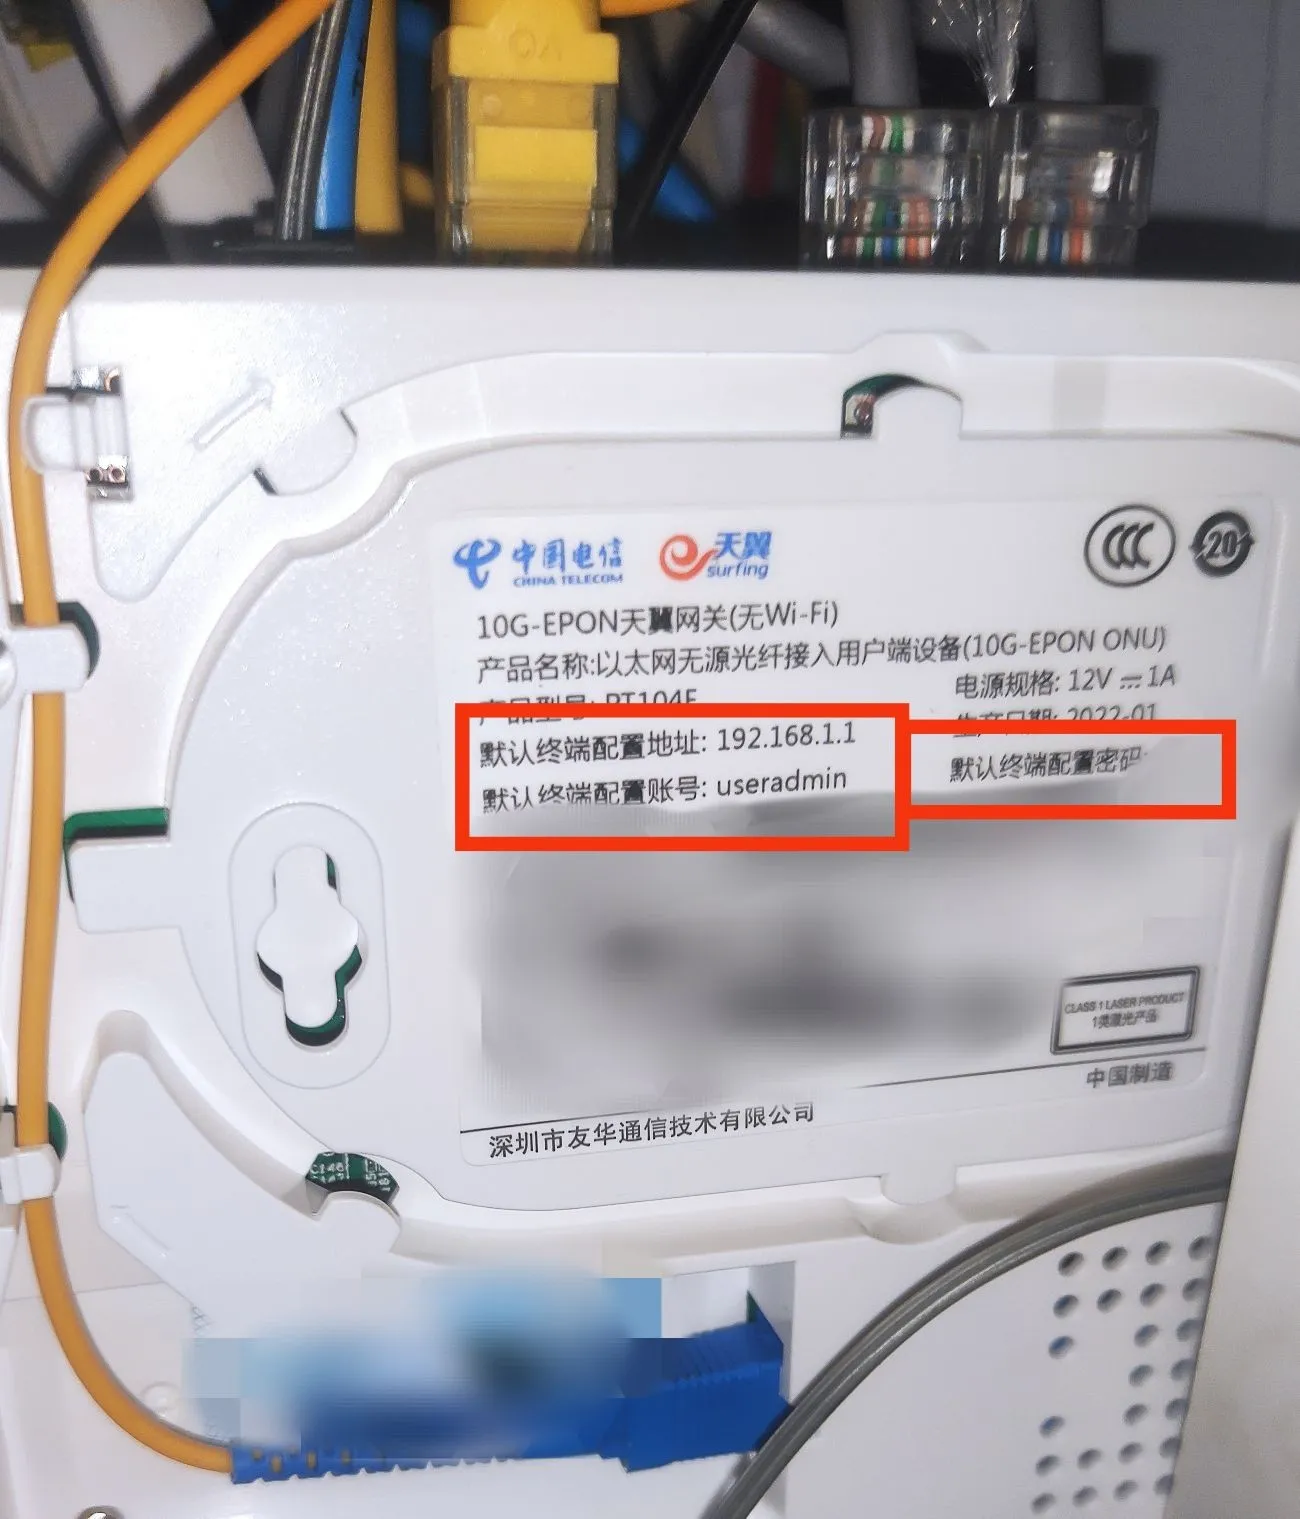 中国电信
CHINA TELECOM
天翼
surfing
CCC
20
10G-EPON天翼网关(无Wi-Fi)
产品名称:以太网无源光纤接入用户端设备(10G-EPON ONU)
产品型号: PT104F
电源规格: 12V ⎓ 1A
生产日期: 2022-01
默认终端配置地址: 192.168.1.1
默认终端配置账号: useradmin
默认终端配置密码:
CLASS 1 LASER PRODUCT
1类激光产品
中国制造
深圳市友华通信技术有限公司